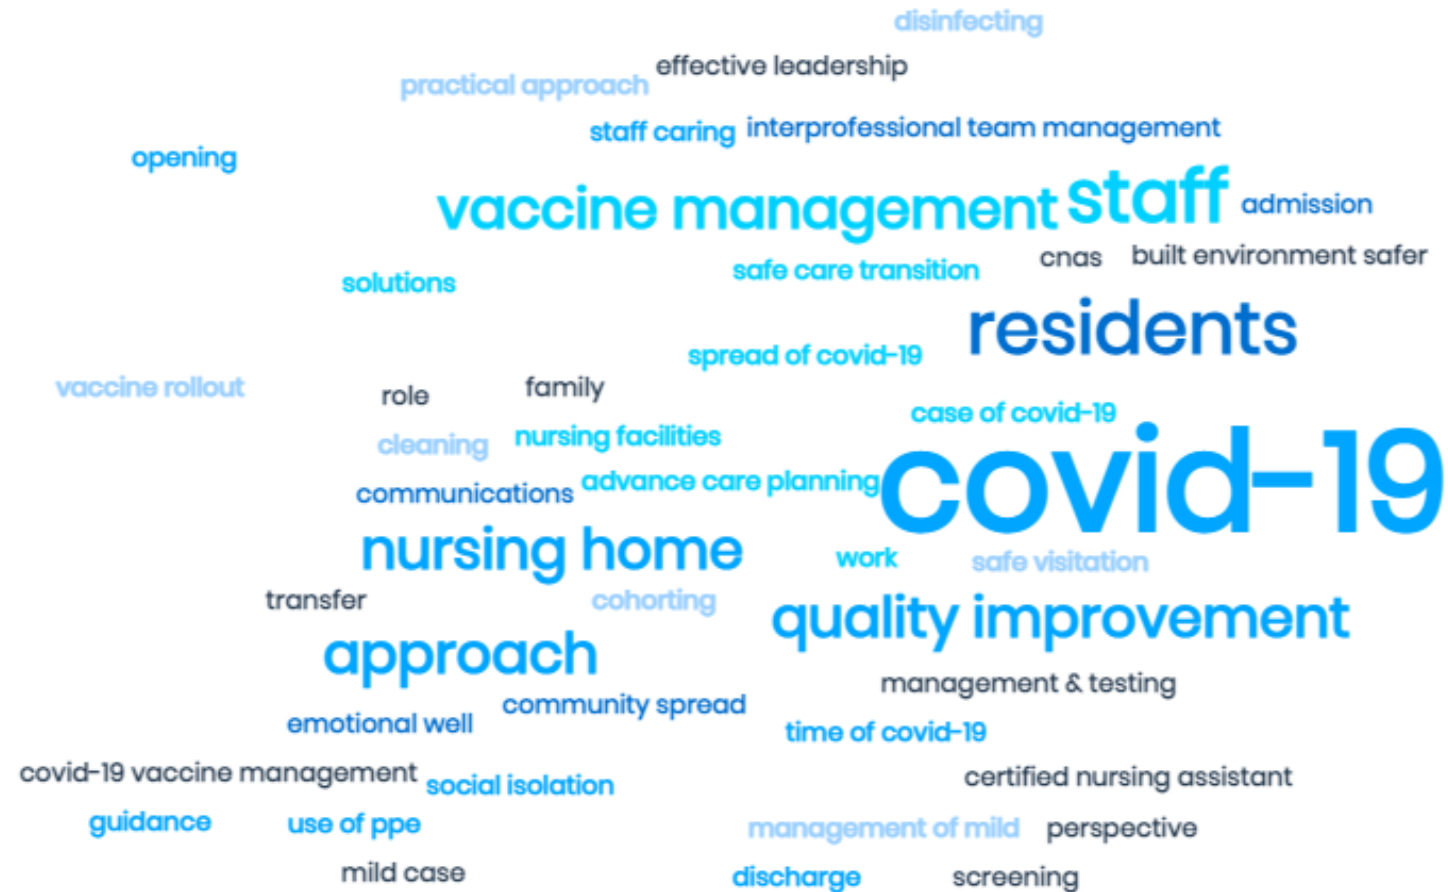 disinfecting
effective leadership
practical approach
staff caring
interprofessional team management
opening
vaccine management
staff
admission
cnas
built environment safer
safe care transition
solutions
residents
spread of covid-19
vaccine rollout
role
family
case of covid-19
cleaning
nursing facilities
communications
advance care planning
covid-19
nursing home
work
safe visitation
transfer
cohorting
quality improvement
approach
management & testing
community spread
emotional well
time of covid-19
covid-19 vaccine management
social isolation
certified nursing assistant
guidance
use of ppe
management of mild
perspective
mild case
discharge
screening